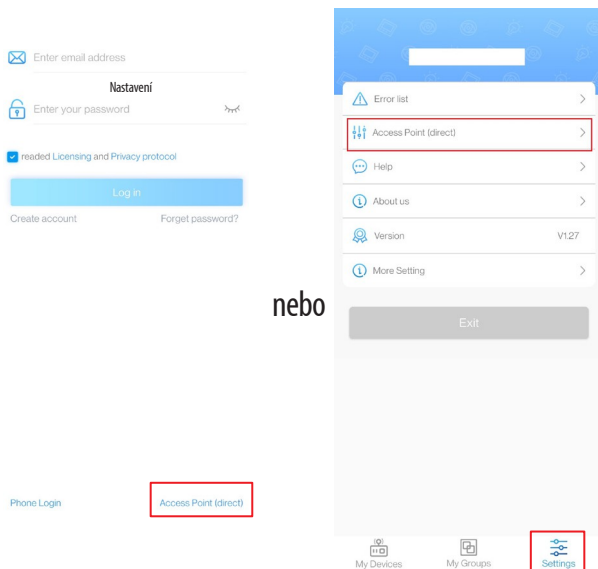 Enter email address
Nastavení
Enter your password
readed Licensing and Privacy protocol
Log in
Create account Forget password?
Phone Login Access Point (direct)
nebo
Error list
Access Point (direct)
Help
About us
Version V1.27
More Setting
Exit
My Devices My Groups Settings